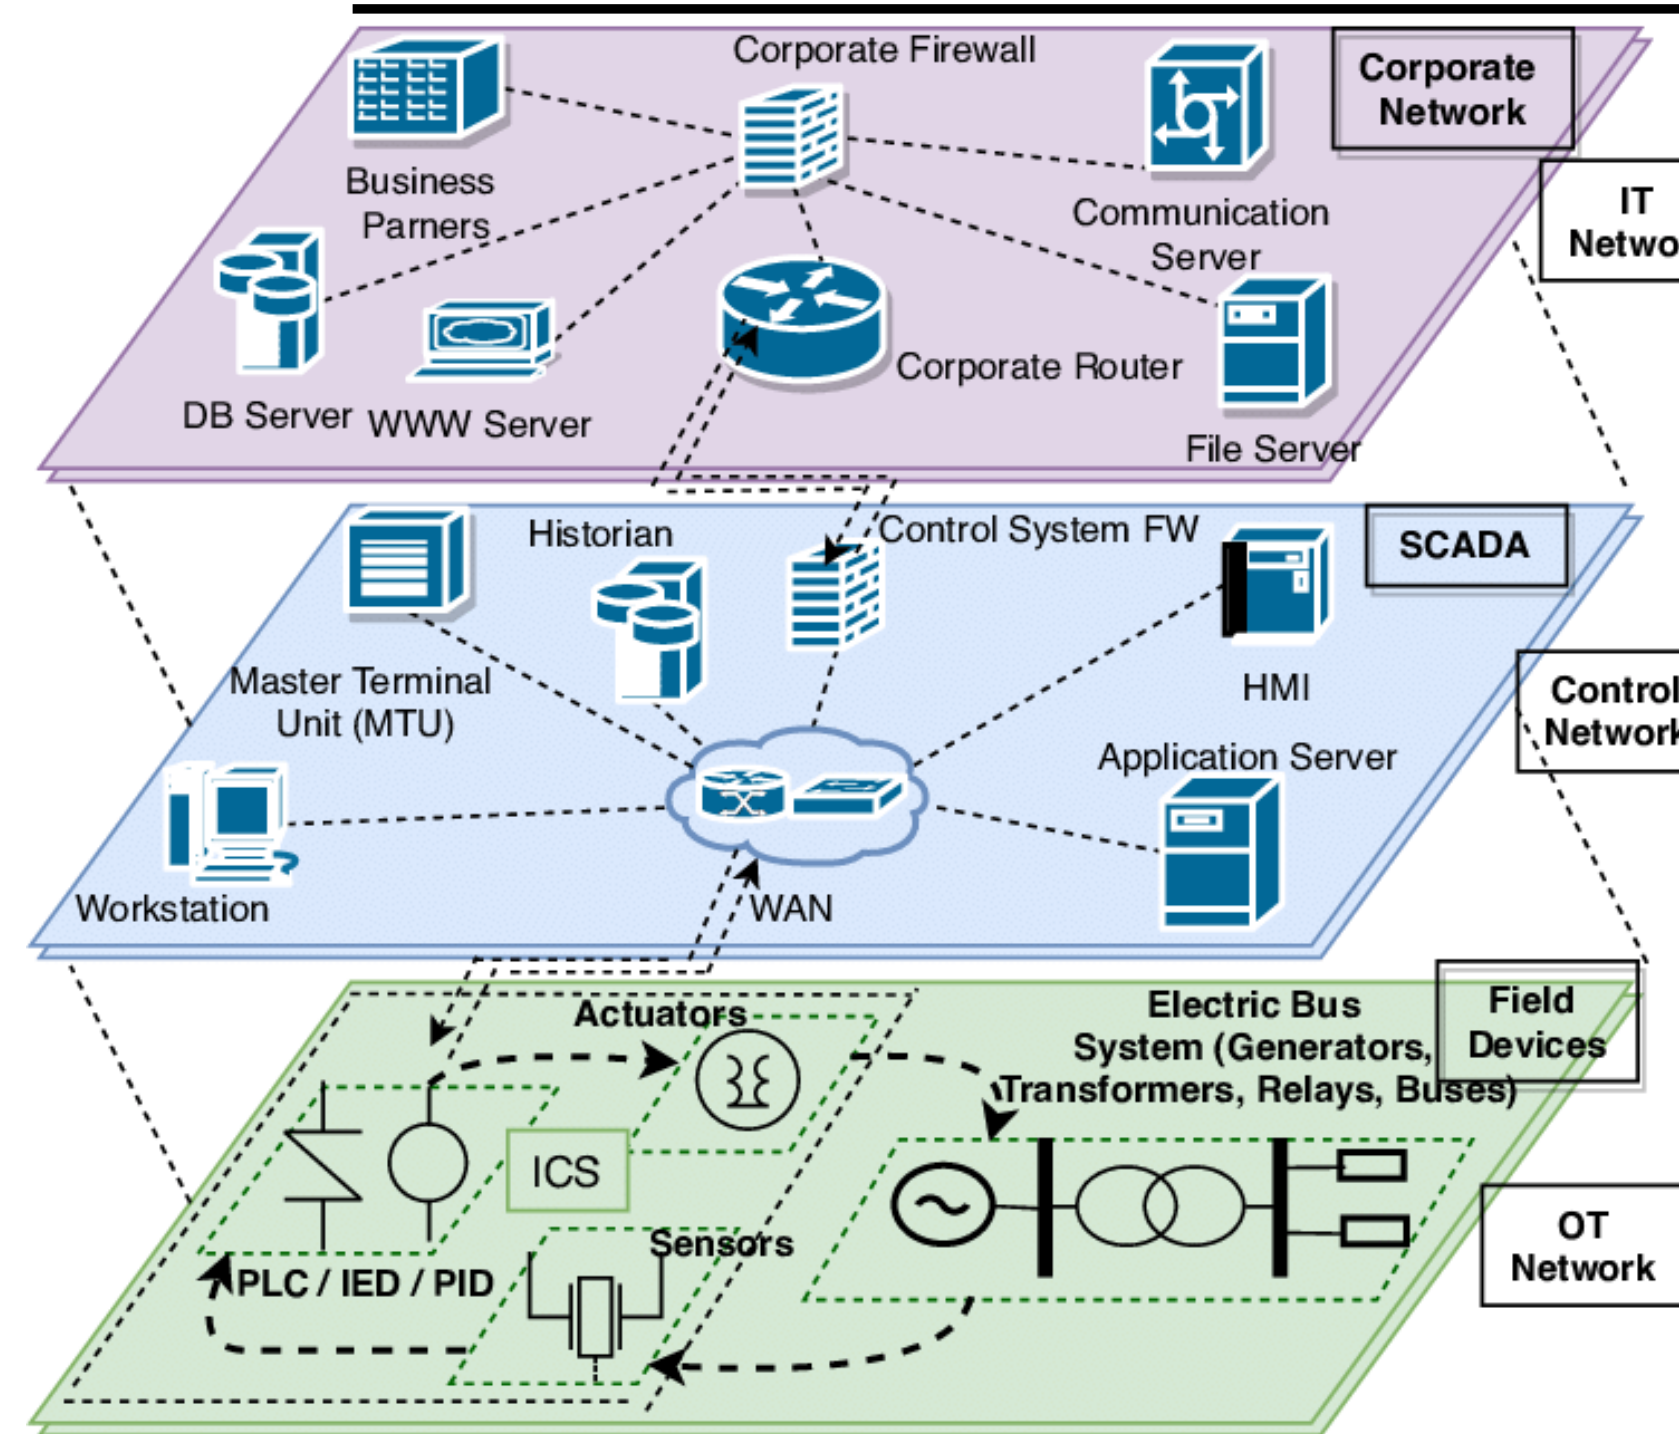 Corporate Firewall
Corporate
Network
Business
Parners
IT
Netwo
Communication
Server
Corporate Router
DB Server
WWW Server
File Server
Historian
Control System FW
SCADA
Master Terminal
Unit (MTU)
HMI
Control
Network
Application Server
Workstation
WAN
Actuators
Electric Bus
System (Generators,
Transformers, Relays, Buses)
Field
Devices
ICS
Sensors
PLC / IED / PID
OT
Network